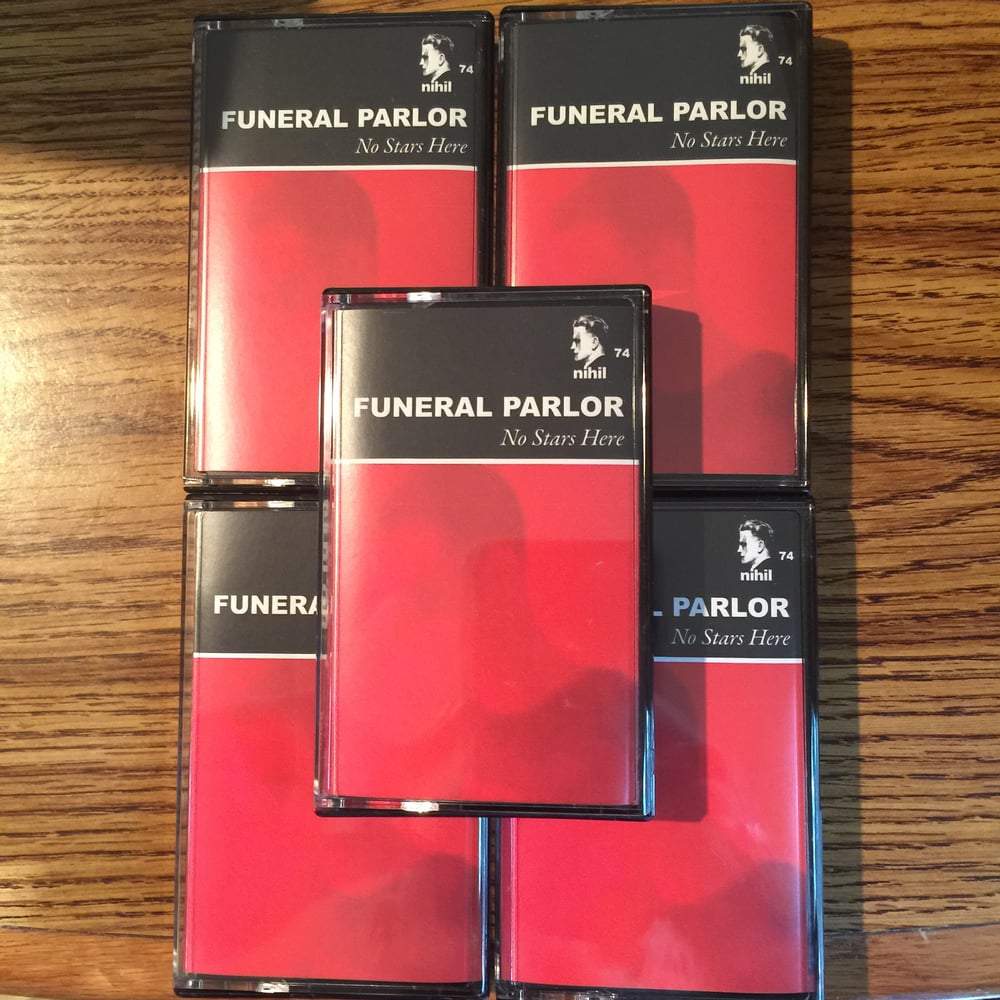 74
nihil
FUNERAL PARLOR
No Stars Here
74
nihil
FUNERAL PARLOR
No Stars Here
74
nihil
FUNERAL PARLOR
No Stars Here
FUNERA
74
nihil
L PARLOR
No Stars Here